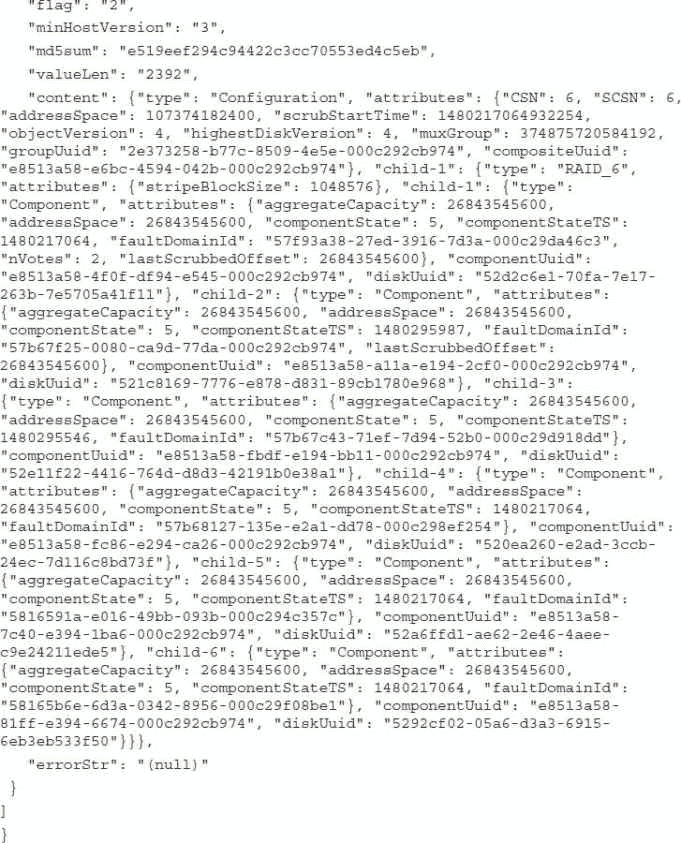 "flag": "2",
"minHostVersion": "3",
"md5sum": "e519eef294c94422c3cc70553ed4c5eb",
"valueLen": "2392",
"content": {"type": "Configuration", "attributes": {"CSN": 6, "SCSN": 6,
"addressSpace": 107374182400, "scrubStartTime": 1480217064932254,
"objectVersion": 4, "highestDiskVersion": 4, "muxGroup": 374875720584192,
"groupUuid": "2e373258-b77c-8509-4e5e-000c292cb974", "compositeUuid":
"e8513a58-e6bc-4594-042b-000c292cb974"}, "child-1": {"type": "RAID_6",
"attributes": {"stripeBlockSize": 1048576}, "child-1": {"type":
"Component", "attributes": {"aggregateCapacity": 26843545600,
"addressSpace": 26843545600, "componentState": 5, "componentStateTS":
1480217064, "faultDomainId": "57f93a38-27ed-3916-7d3a-000c29da46c3",
"nVotes": 2, "lastScrubbedOffset": 26843545600}, "componentUuid":
"e8513a58-4f0f-df94-e545-000c292cb974", "diskUuid": "52d2c6e1-70fa-7e17-
263b-7e5705a41f11"}, "child-2": {"type": "Component", "attributes":
{"aggregateCapacity": 26843545600, "addressSpace": 26843545600,
"componentState": 5, "componentStateTS": 1480295987, "faultDomainId":
"57b67f25-0080-ca9d-77da-000c292cb974", "lastScrubbedOffset":
26843545600}, "componentUuid": "e8513a58-a11a-e194-2cf0-000c292cb974",
"diskUuid": "521c8169-7776-e878-d831-89cb1780e968"}, "child-3":
{"type": "Component", "attributes": {"aggregateCapacity": 26843545600,
"addressSpace": 26843545600, "componentState": 5, "componentStateTS":
1480295546, "faultDomainId": "57b67c43-71ef-7d94-52b0-000c29d918dd"},
"componentUuid": "e8513a58-fbdf-e194-bb11-000c292cb974", "diskUuid":
"52e11f22-4416-764d-d8d3-42191b0e38a1"}, "child-4": {"type": "Component",
"attributes": {"aggregateCapacity": 26843545600, "addressSpace":
26843545600, "componentState": 5, "componentStateTS": 1480217064,
"faultDomainId": "57b68127-135e-e2a1-dd78-000c298ef254"}, "componentUuid":
"e8513a58-fc86-e294-ca26-000c292cb974", "diskUuid": "520ea260-e2ad-3ccb-
24ec-7d116c8bd73f"}, "child-5": {"type": "Component", "attributes":
{"aggregateCapacity": 26843545600, "addressSpace": 26843545600,
"componentState": 5, "componentStateTS": 1480217064, "faultDomainId":
"5816591a-e016-49bb-093b-000c294c357c"}, "componentUuid": "e8513a58-
7c40-e394-1ba6-000c292cb974", "diskUuid": "52a6ffd1-ae62-2e46-4aee-
c9e24211ede5"}, "child-6": {"type": "Component", "attributes":
{"aggregateCapacity": 26843545600, "addressSpace": 26843545600,
"componentState": 5, "componentStateTS": 1480217064, "faultDomainId":
"58165b6e-6d3a-0342-8956-000c29f08be1"}, "componentUuid": "e8513a58-
81ff-e394-6674-000c292cb974", "diskUuid": "5292cf02-05a6-d3a3-6915-
6eb3eb533f50"}}},
"errorStr": "(null)"
}
]
}